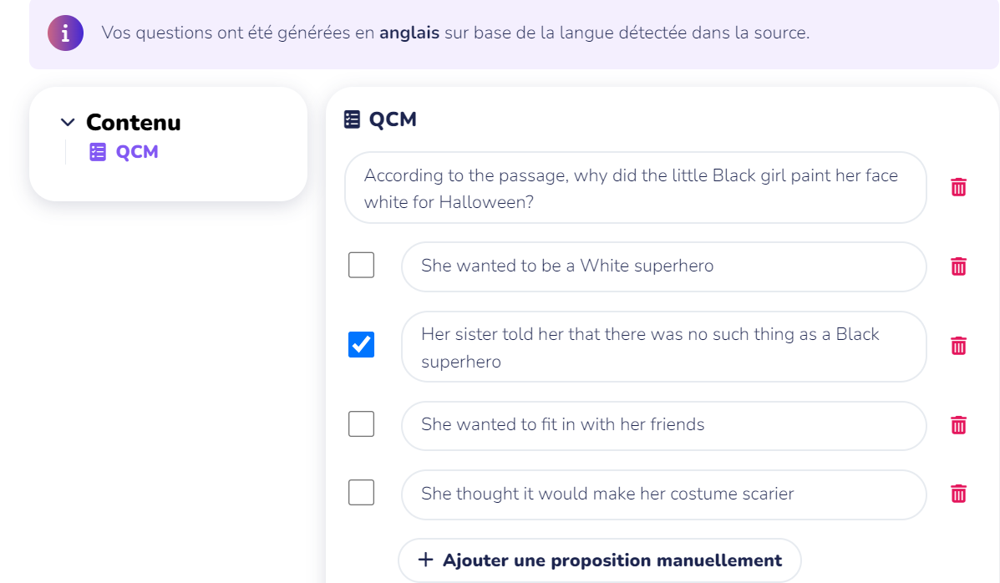 Vos questions ont été générées en anglais sur base de la langue détectée dans la source.
Contenu
QCM
QCM
According to the passage, why did the little Black girl paint her face
white for Halloween?
She wanted to be a White superhero
Her sister told her that there was no such thing as a Black
superhero
She wanted to fit in with her friends
She thought it would make her costume scarier
+ Ajouter une proposition manuellement